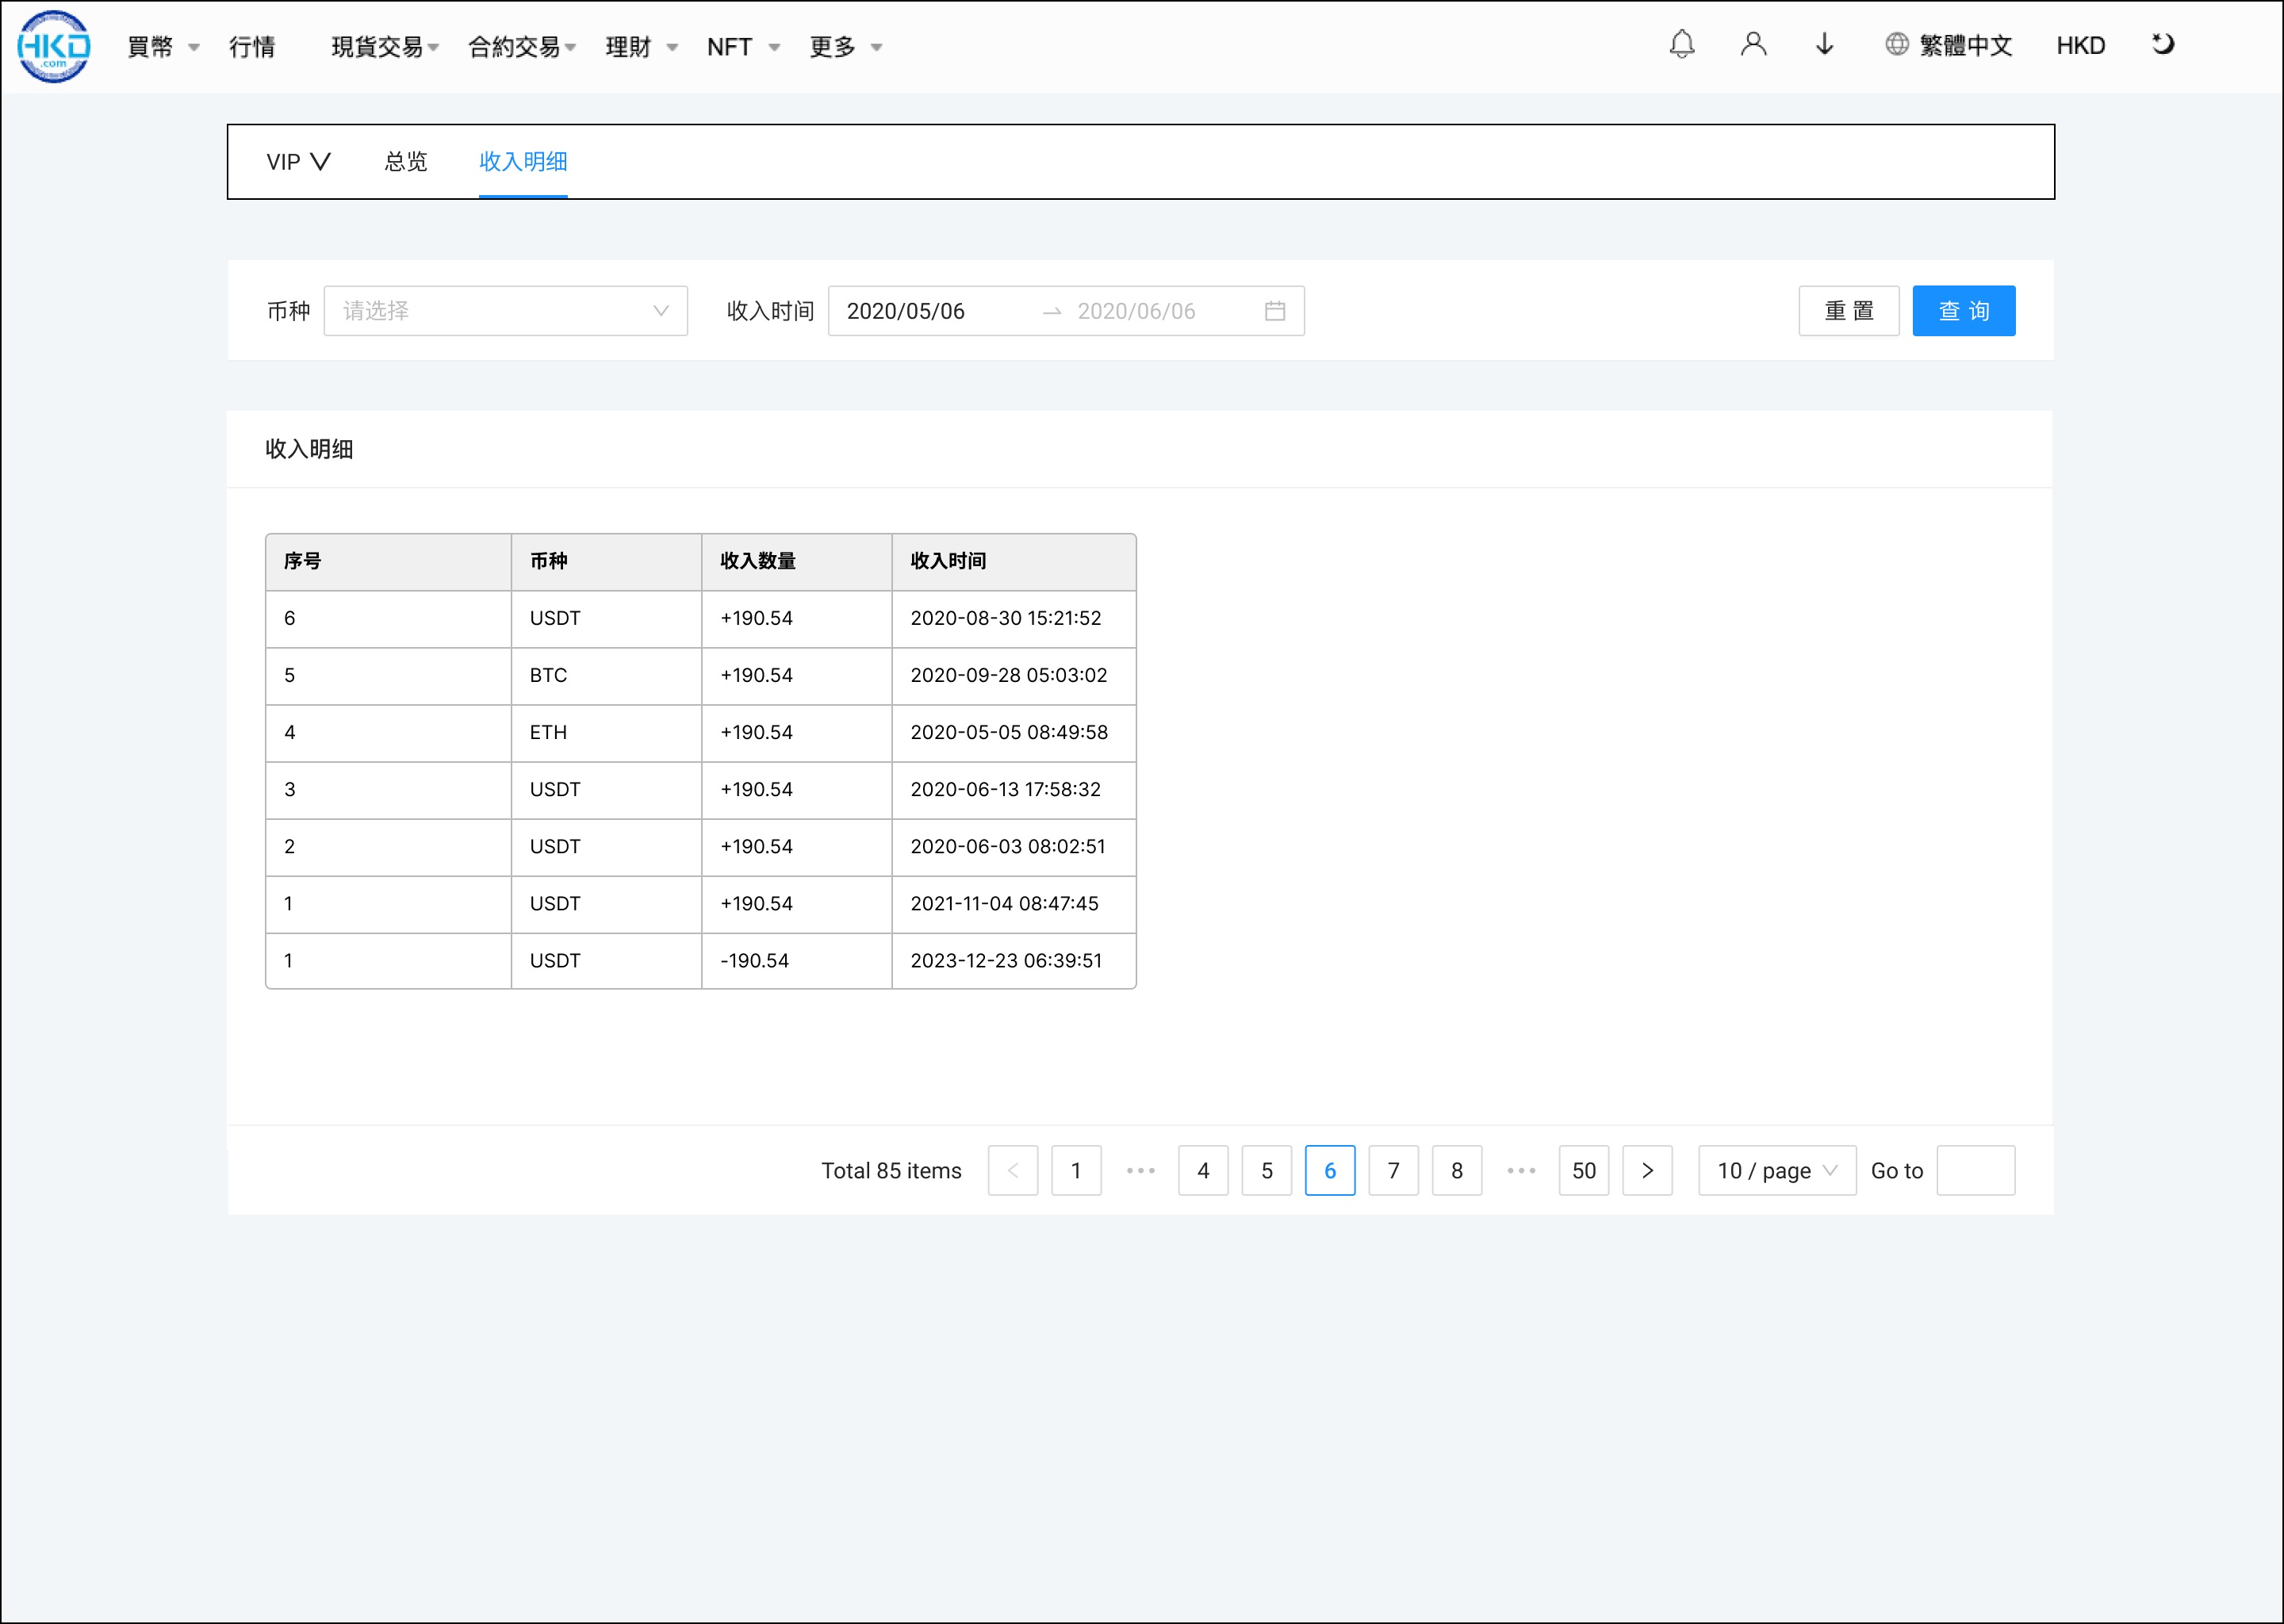 HKD
.com
買幣 行情 現貨交易 合約交易 理財 NFT 更多 繁體中文 HKD
VIP 总览 收入明细
币种 请选择 收入时间 2020/05/06 → 2020/06/06 重 置 查 询
收入明细
序号 币种 收入数量 收入时间
6 USDT +190.54 2020-08-30 15:21:52
5 BTC +190.54 2020-09-28 05:03:02
4 ETH +190.54 2020-05-05 08:49:58
3 USDT +190.54 2020-06-13 17:58:32
2 USDT +190.54 2020-06-03 08:02:51
1 USDT +190.54 2021-11-04 08:47:45
1 USDT -190.54 2023-12-23 06:39:51
Total 85 items < 1 ••• 4 5 6 7 8 ••• 50 > 10 / page Go to